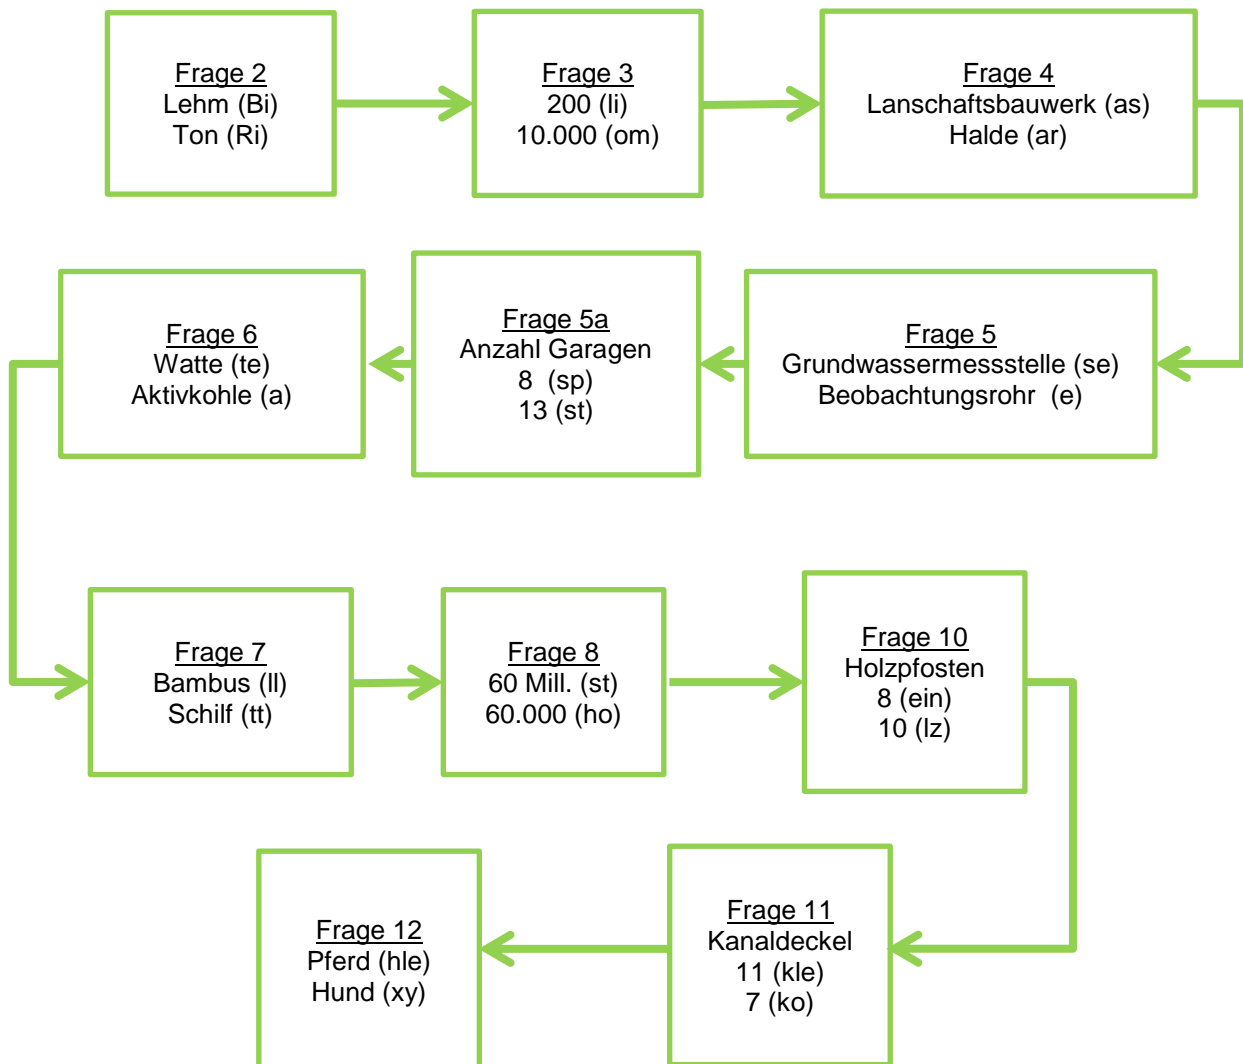 Frage 2
Lehm (Bi)
Ton (Ri)
Frage 3
200 (li)
10.000 (om)
Frage 4
Lanschaftsbauwerk (as)
Halde (ar)
Frage 5
Grundwassermessstelle (se)
Beobachtungsrohr (e)
Frage 5a
Anzahl Garagen
8 (sp)
13 (st)
Frage 6
Watte (te)
Aktivkohle (a)
Frage 7
Bambus (ll)
Schilf (tt)
Frage 8
60 Mill. (st)
60.000 (ho)
Frage 10
Holzpfosten
8 (ein)
10 (lz)
Frage 11
Kanaldeckel
11 (kle)
7 (ko)
Frage 12
Pferd (hle)
Hund (xy)